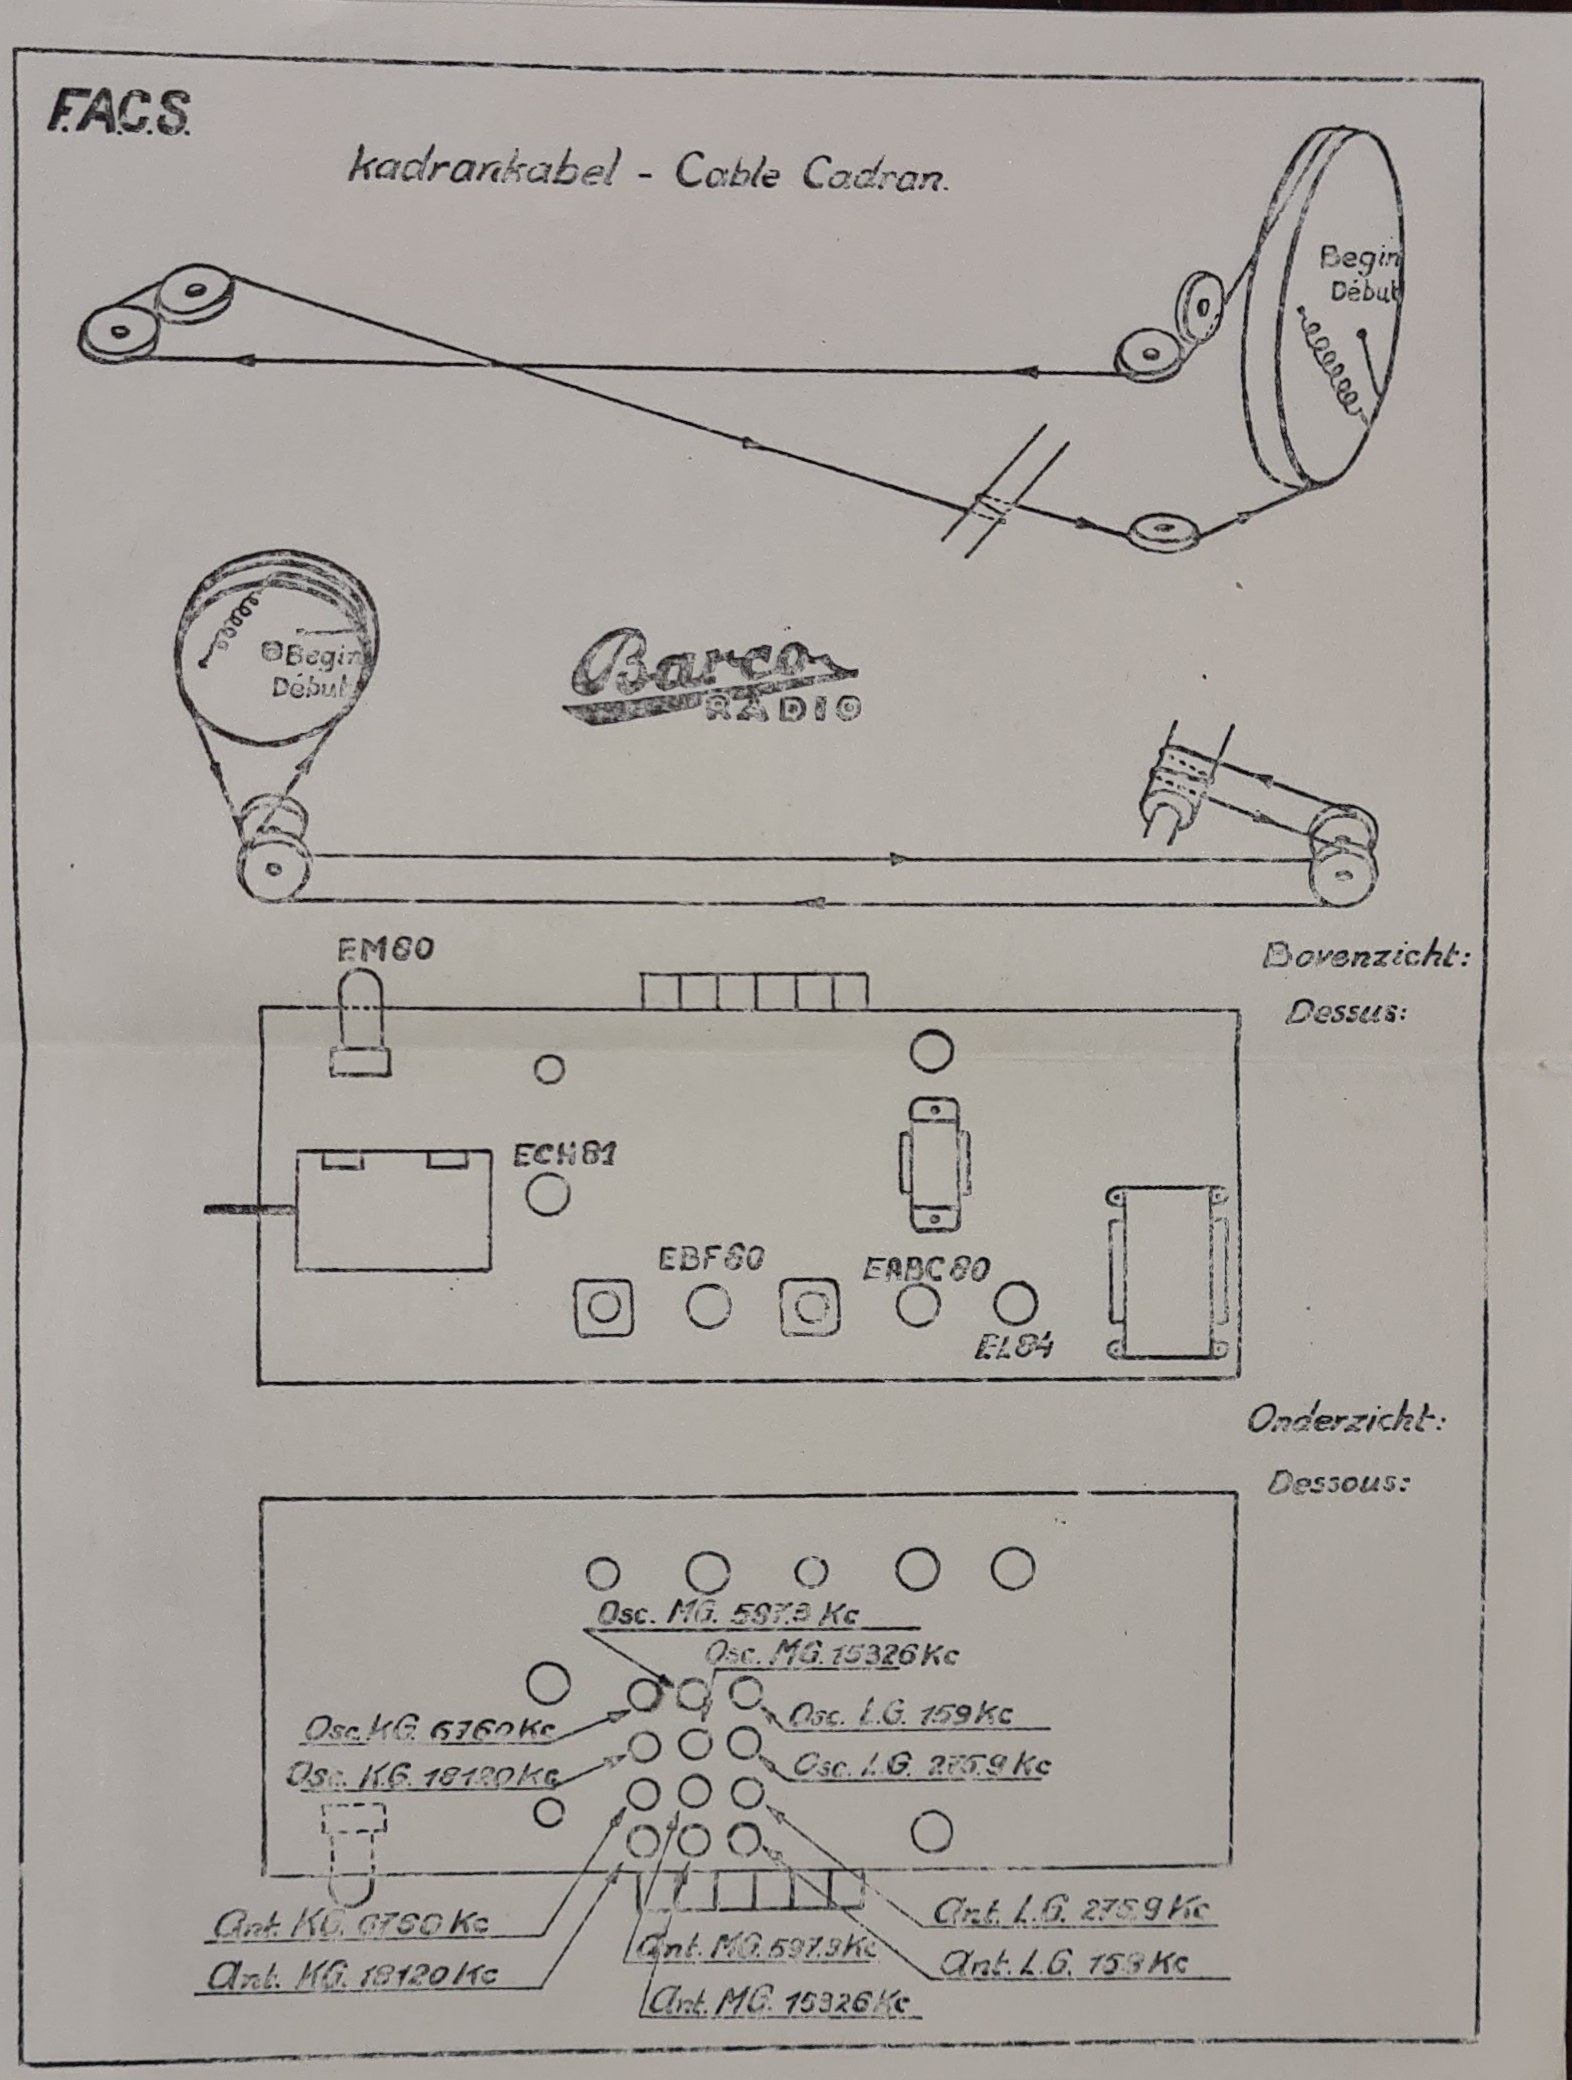 F.A.C.S.
Kadrankabel - Cable Cadran.
Begin
Début
Begin
Début
Barco
RADIO
EM80
Bovenzicht:
Dessus:
ECH81
EBF80
EABC80
EL84
Onderzicht:
Dessous:
Osc. MG. 597.3 Kc
Osc. MG. 15326 Kc
Osc. KG. 6760 Kc
Osc. L.G. 159 Kc
Osc. KG. 18120 Kc
Osc. L.G. 275.9 Kc
Ant. KG. 6760 Kc
Ant. L.G. 275.9 Kc
Ant. MG. 597.3 Kc
Ant. KG. 18120 Kc
Ant. L.G. 159 Kc
Ant. MG. 15326 Kc